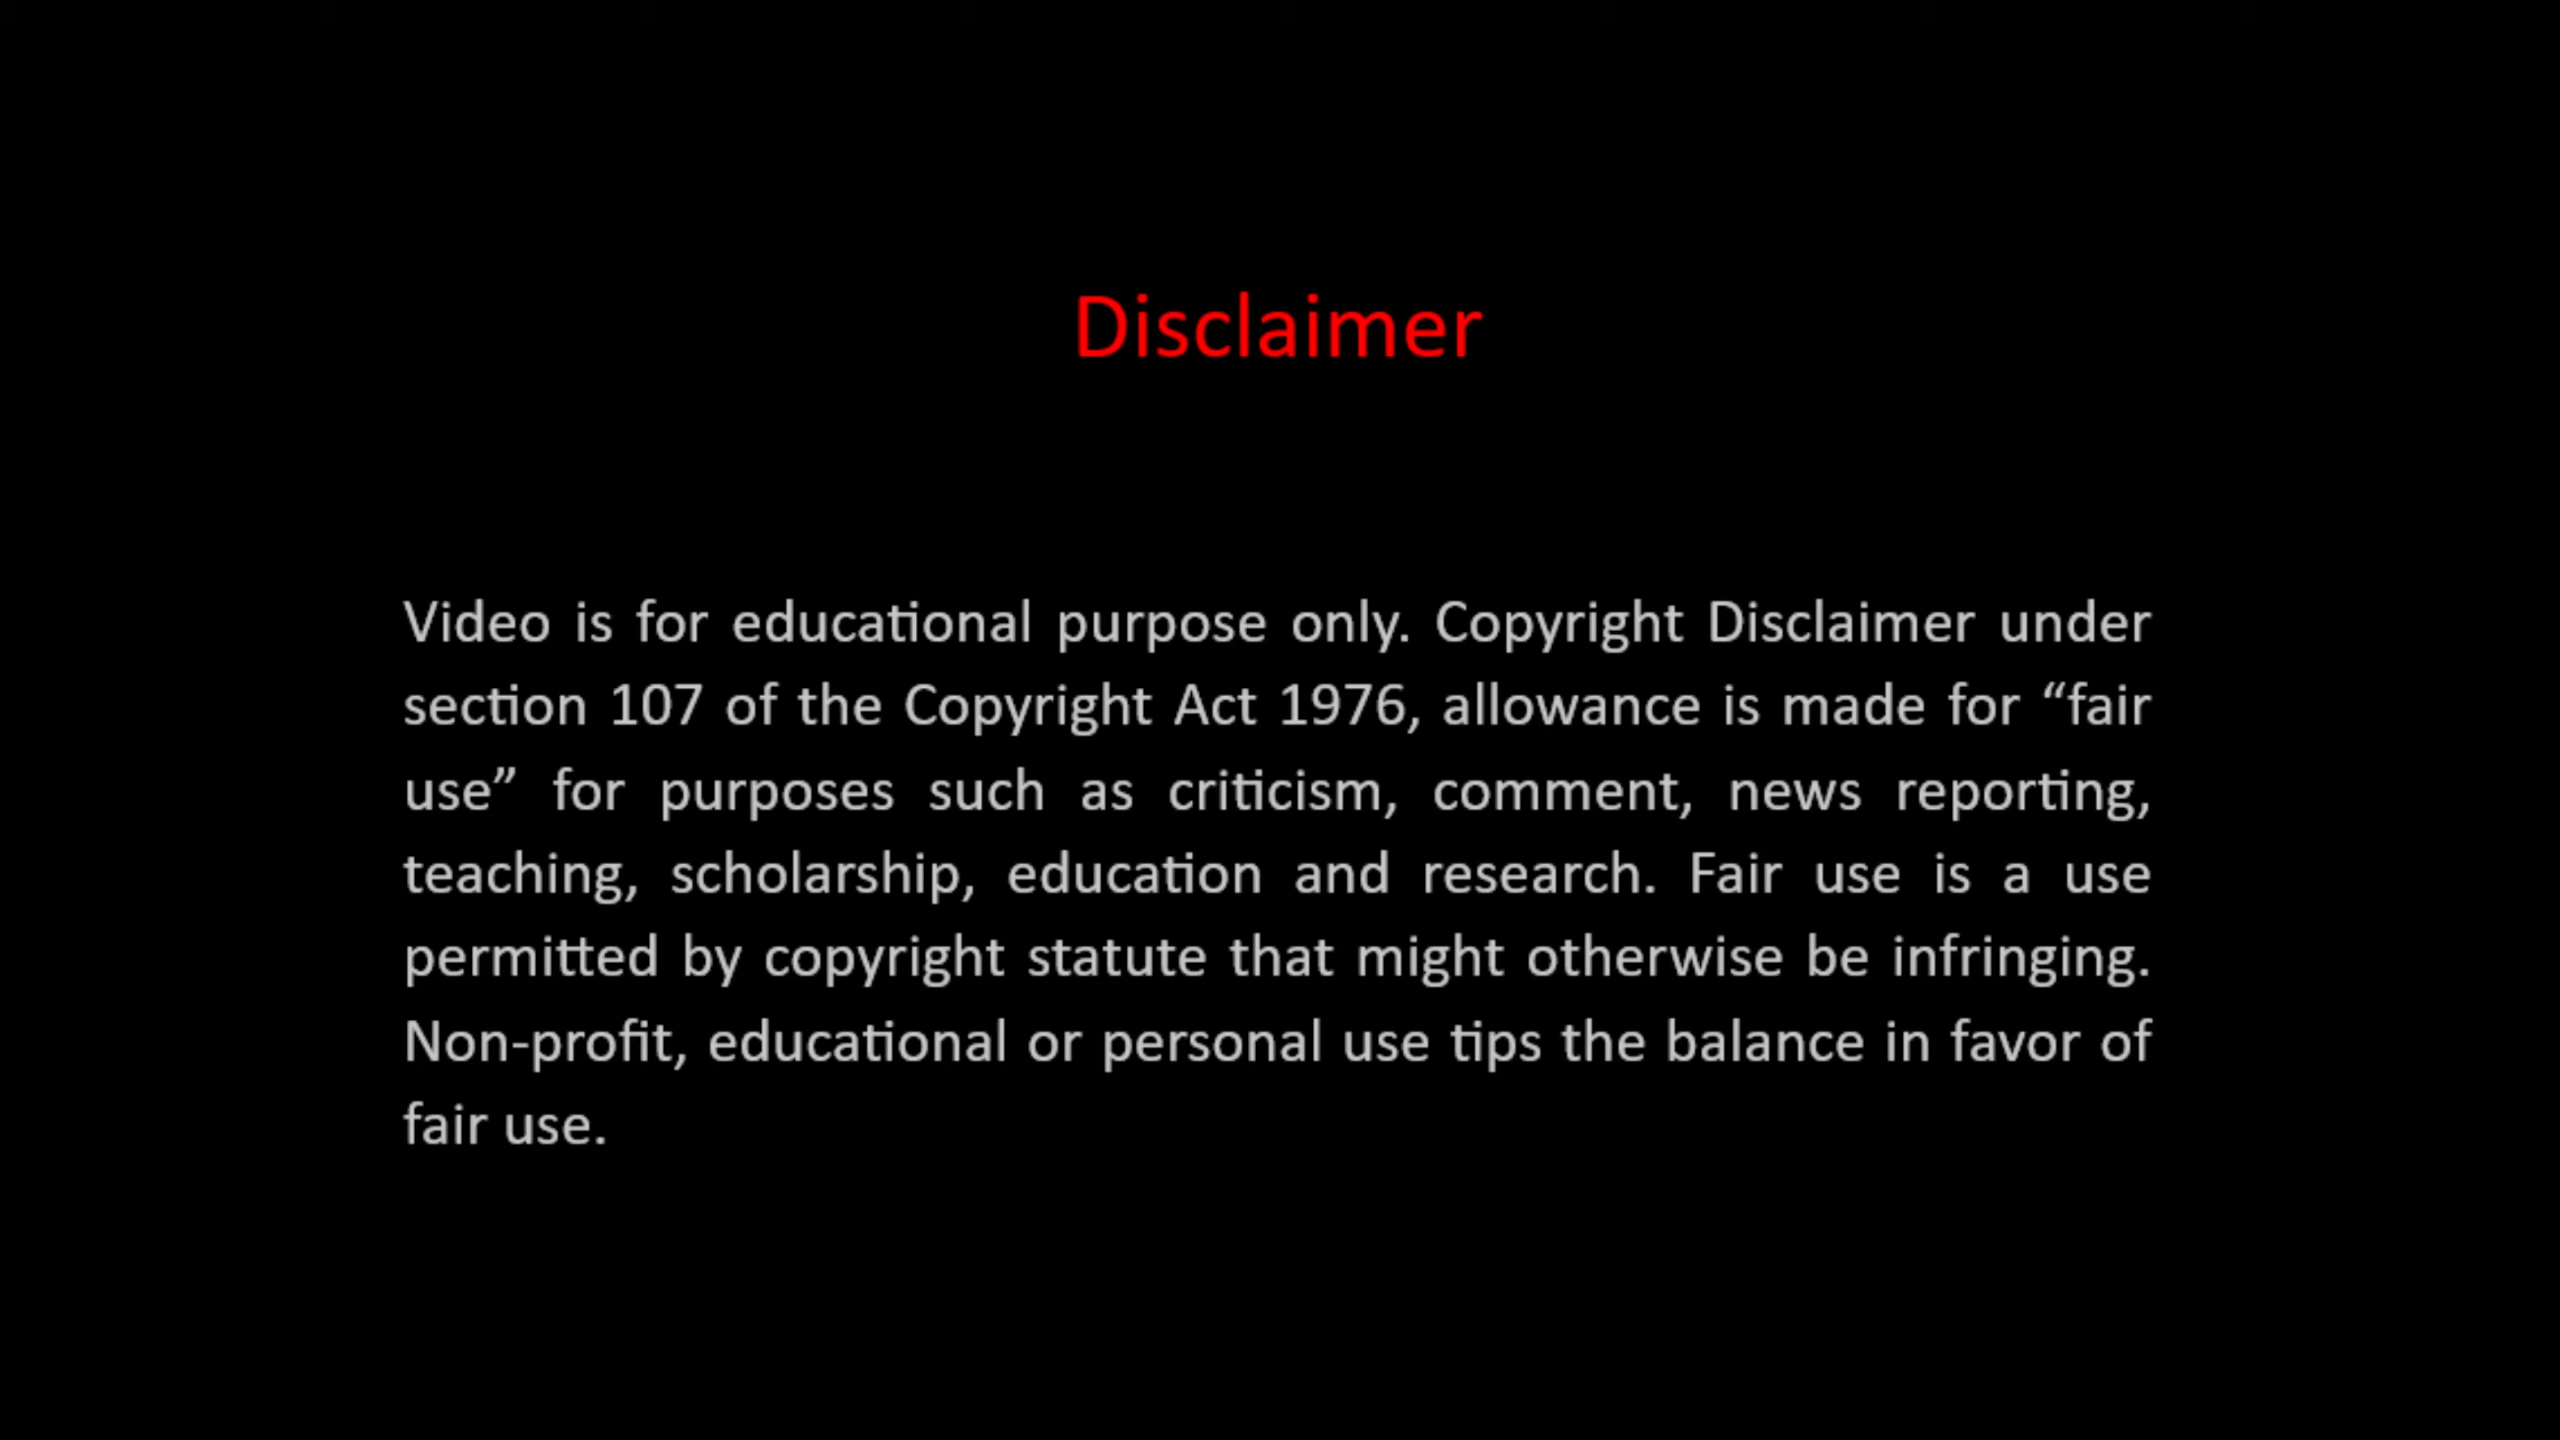 Disclaimer
Video is for educational purpose only. Copyright Disclaimer under
section 107 of the Copyright Act 1976, allowance is made for “fair
use” for purposes such as criticism, comment, news reporting,
teaching, scholarship, education and research. Fair use is a use
permitted by copyright statute that might otherwise be infringing.
Non-profit, educational or personal use tips the balance in favor of
fair use.